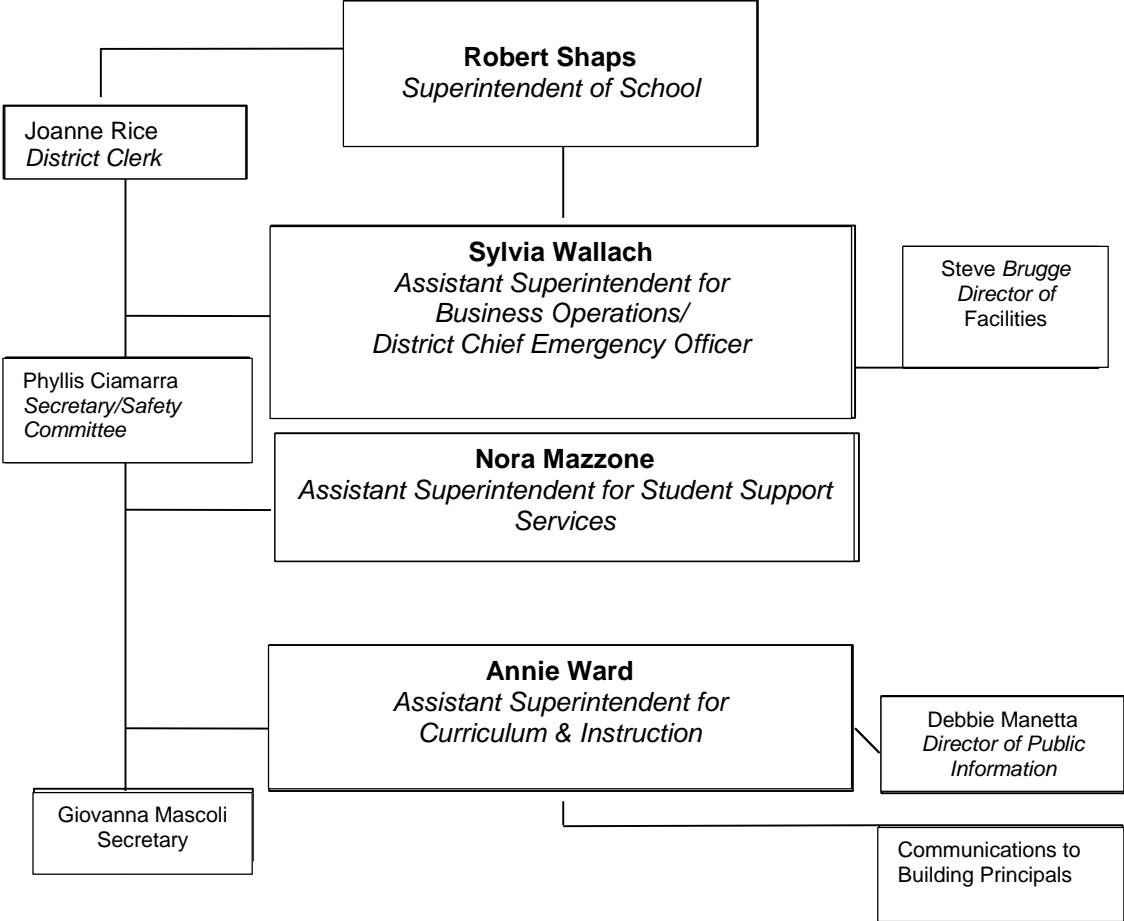 Robert Shaps
Superintendent of School
Joanne Rice
District Clerk
Sylvia Wallach
Assistant Superintendent for
Business Operations/
District Chief Emergency Officer
Steve Brugge
Director of
Facilities
Phyllis Ciamarra
Secretary/Safety
Committee
Nora Mazzone
Assistant Superintendent for Student Support
Services
Annie Ward
Assistant Superintendent for
Curriculum & Instruction
Debbie Manetta
Director of Public
Information
Giovanna Mascoli
Secretary
Communications to
Building Principals